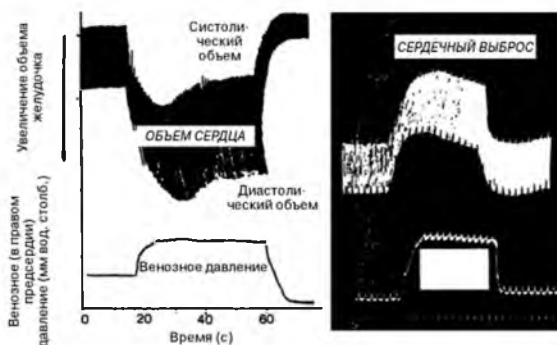 Увеличение объема
желудочка
Венозное (в правом
предсердии)
давление (мм вод. столб.)
Систоли-
ческий
объем
ОБЪЕМ СЕРДЦА
Диастоли-
ческий объем
Венозное давление
0
20
40
60
Время (с)
СЕРДЕЧНЫЙ ВЫБРОС